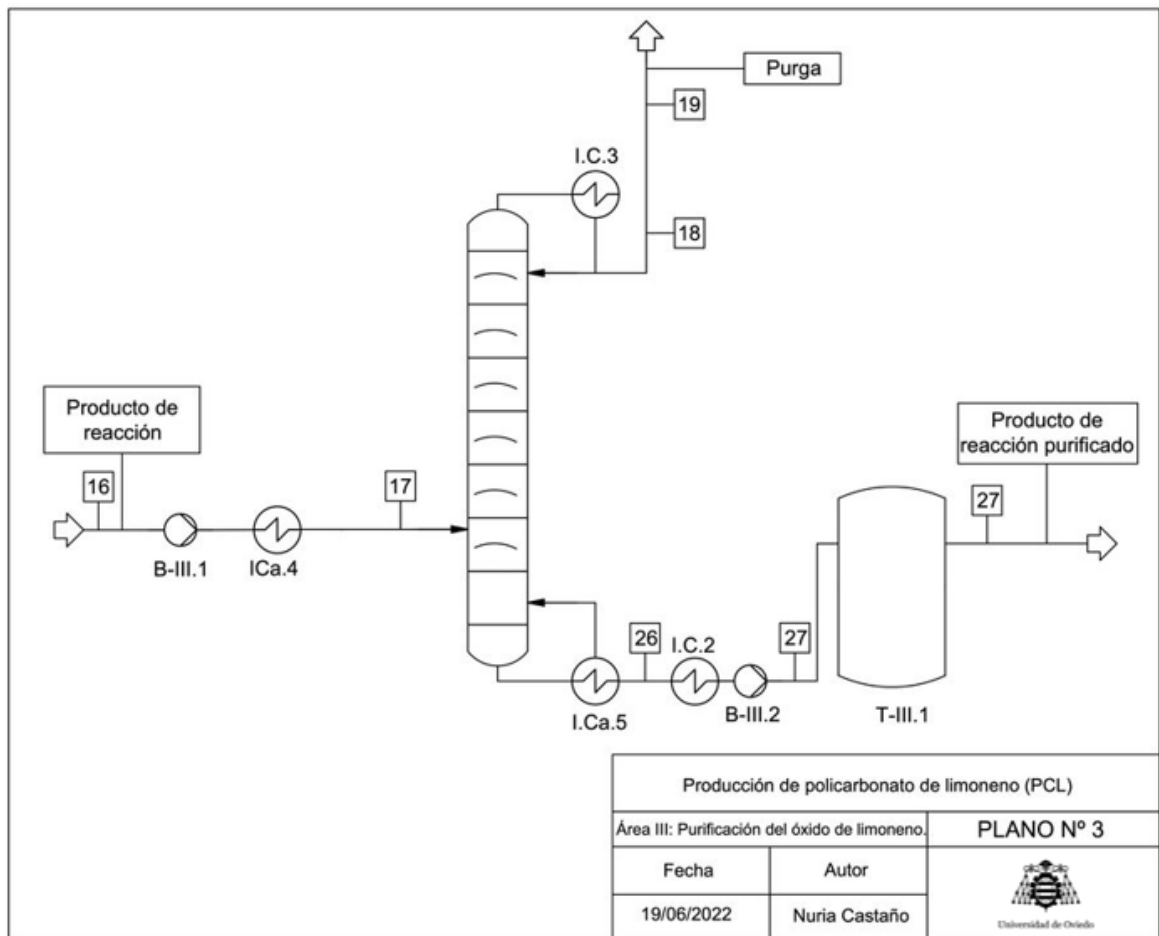 Purga
19
I.C.3
18
Producto de
reacción
16
17
B-III.1
ICa.4
Producto de
reacción purificado
27
26
I.C.2
27
I.Ca.5
B-III.2
T-III.1
Producción de policarbonato de limoneno (PCL)
Área III: Purificación del óxido de limoneno.
PLANO Nº 3
Fecha
Autor
19/06/2022
Nuria Castaño
Universidad de Oviedo